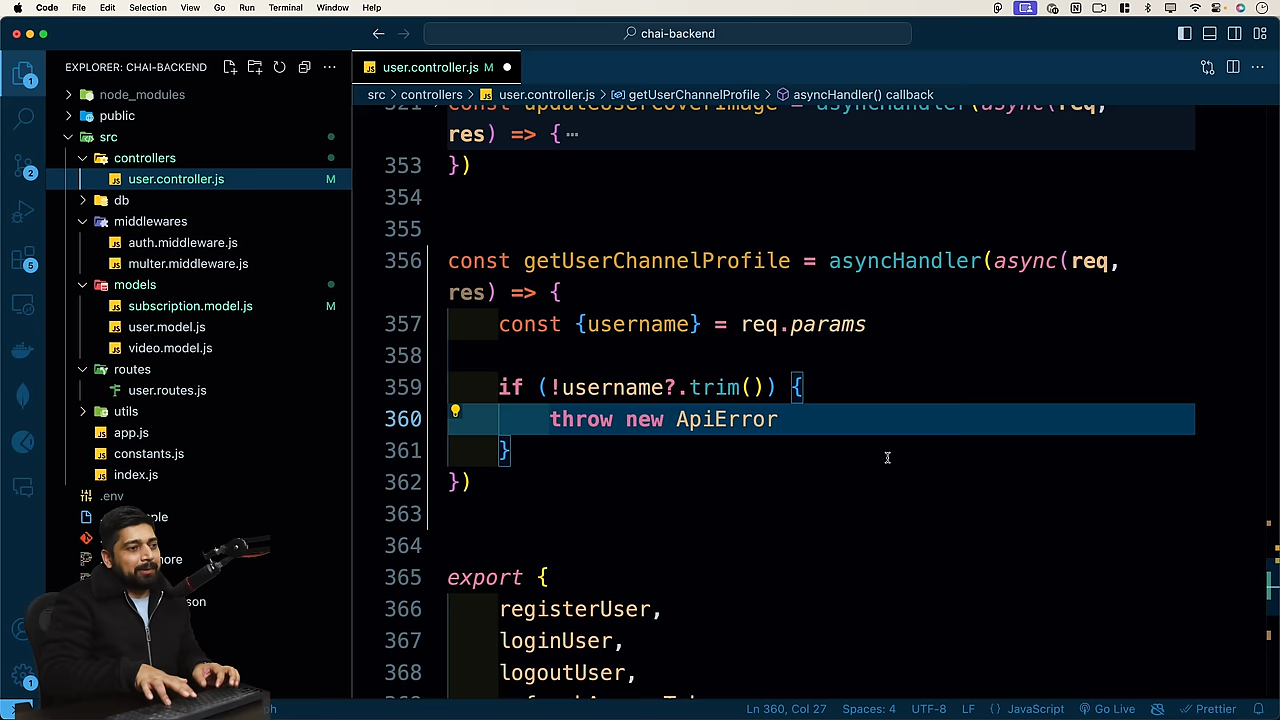 Code File Edit Selection View Go Run Terminal Window Help
chai-backend
EXPLORER: CHAI-BACKEND
user.controller.js M
src > controllers > user.controller.js > getUserChannelProfile > asyncHandler() callback
node_modules
public
src
controllers
user.controller.js M
db
middlewares
auth.middleware.js
multer.middleware.js
models
subscription.model.js M
user.model.js
video.model.js
routes
user.routes.js
utils
app.js
constants.js
index.js
.env
321 const updateUserCoverImage = asyncHandler(async(req,
res) => {⋯
353 })
354
355
356 const getUserChannelProfile = asyncHandler(async(req,
res) => {
357 const {username} = req.params
358
359 if (!username?.trim()) {
360 throw new ApiError
361 }
362 })
363
364
365 export {
366 registerUser,
367 loginUser,
368 logoutUser,
1
2
5
1
Ln 360, Col 27 Spaces: 4 UTF-8 LF {} JavaScript Go Live Prettier